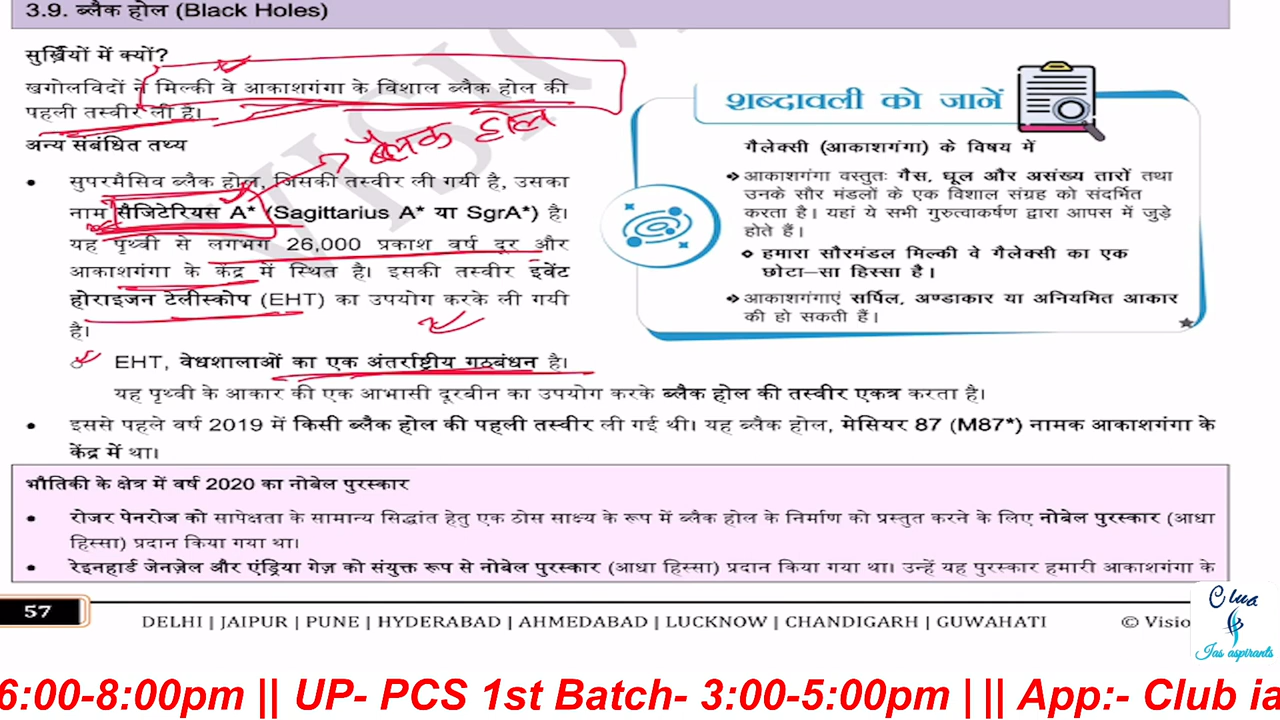 3.9. ब्लैक होल (Black Holes)
सुर्ख़ियों में क्यों?
खगोलविदों ने मिल्की वे आकाशगंगा के विशाल ब्लैक होल की
पहली तस्वीर ली है।
ब्लैक होल
अन्य संबंधित तथ्य
• सुपरमैसिव ब्लैक होल, जिसकी तस्वीर ली गयी है, उसका
नाम सैजिटेरियस A* (Sagittarius A* या SgrA*) है।
यह पृथ्वी से लगभग 26,000 प्रकाश वर्ष दूर और
आकाशगंगा के केंद्र में स्थित है। इसकी तस्वीर इवेंट
होराइजन टेलीस्कोप (EHT) का उपयोग करके ली गयी
है।
शब्दावली को जानें
गैलेक्सी (आकाशगंगा) के विषय में
आकाशगंगा वस्तुतः गैस, धूल और असंख्य तारों तथा
उनके सौर मंडलों के एक विशाल संग्रह को संदर्भित
करता है। यहां ये सभी गुरुत्वाकर्षण द्वारा आपस में जुड़े
होते हैं।
हमारा सौरमंडल मिल्की वे गैलेक्सी का एक
छोटा-सा हिस्सा है।
आकाशगंगाएं सर्पिल, अण्डाकार या अनियमित आकार
की हो सकती हैं।
EHT, वेधशालाओं का एक अंतर्राष्ट्रीय गठबंधन है।
यह पृथ्वी के आकार की एक आभासी दूरबीन का उपयोग करके ब्लैक होल की तस्वीर एकत्र करता है।
• इससे पहले वर्ष 2019 में किसी ब्लैक होल की पहली तस्वीर ली गई थी। यह ब्लैक होल, मेसियर 87 (M87*) नामक आकाशगंगा के
केंद्र में था।
भौतिकी के क्षेत्र में वर्ष 2020 का नोबेल पुरस्कार
• रोजर पेनरोज को सापेक्षता के सामान्य सिद्धांत हेतु एक ठोस साक्ष्य के रूप में ब्लैक होल के निर्माण को प्रस्तुत करने के लिए नोबेल पुरस्कार (आधा
हिस्सा) प्रदान किया गया था।
• रेइनहार्ड जेनज़ेल और एंड्रिया गेज़ को संयुक्त रूप से नोबेल पुरस्कार (आधा हिस्सा) प्रदान किया गया था। उन्हें यह पुरस्कार हमारी आकाशगंगा के
57
DELHI | JAIPUR | PUNE | HYDERABAD | AHMEDABAD | LUCKNOW | CHANDIGARH | GUWAHATI
© Visio
Club
Ias aspirants
6:00-8:00pm || UP- PCS 1st Batch- 3:00-5:00pm | || App:- Club ia